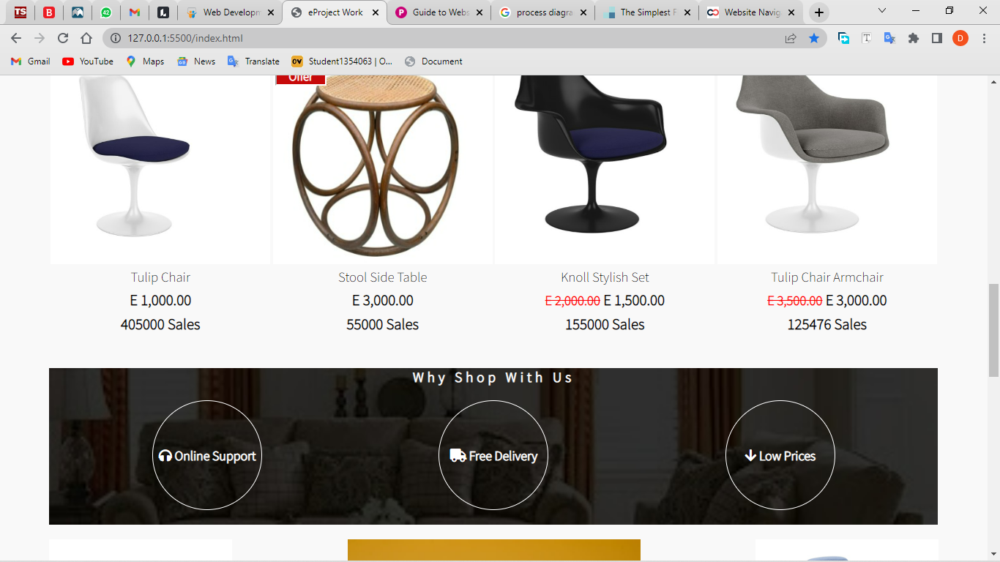 TS B 42 M L Web Developm eProject Work Guide to Webs process diagra The Simplest F Website Navig
127.0.0.1:5500/index.html D
Gmail YouTube Maps News Translate Student1354063 | O... Document
Offer
Tulip Chair Stool Side Table Knoll Stylish Set Tulip Chair Armchair
E 1,000.00 E 3,000.00 E 2,000.00 E 1,500.00 E 3,500.00 E 3,000.00
405000 Sales 55000 Sales 155000 Sales 125476 Sales
Why Shop With Us
Online Support Free Delivery Low Prices